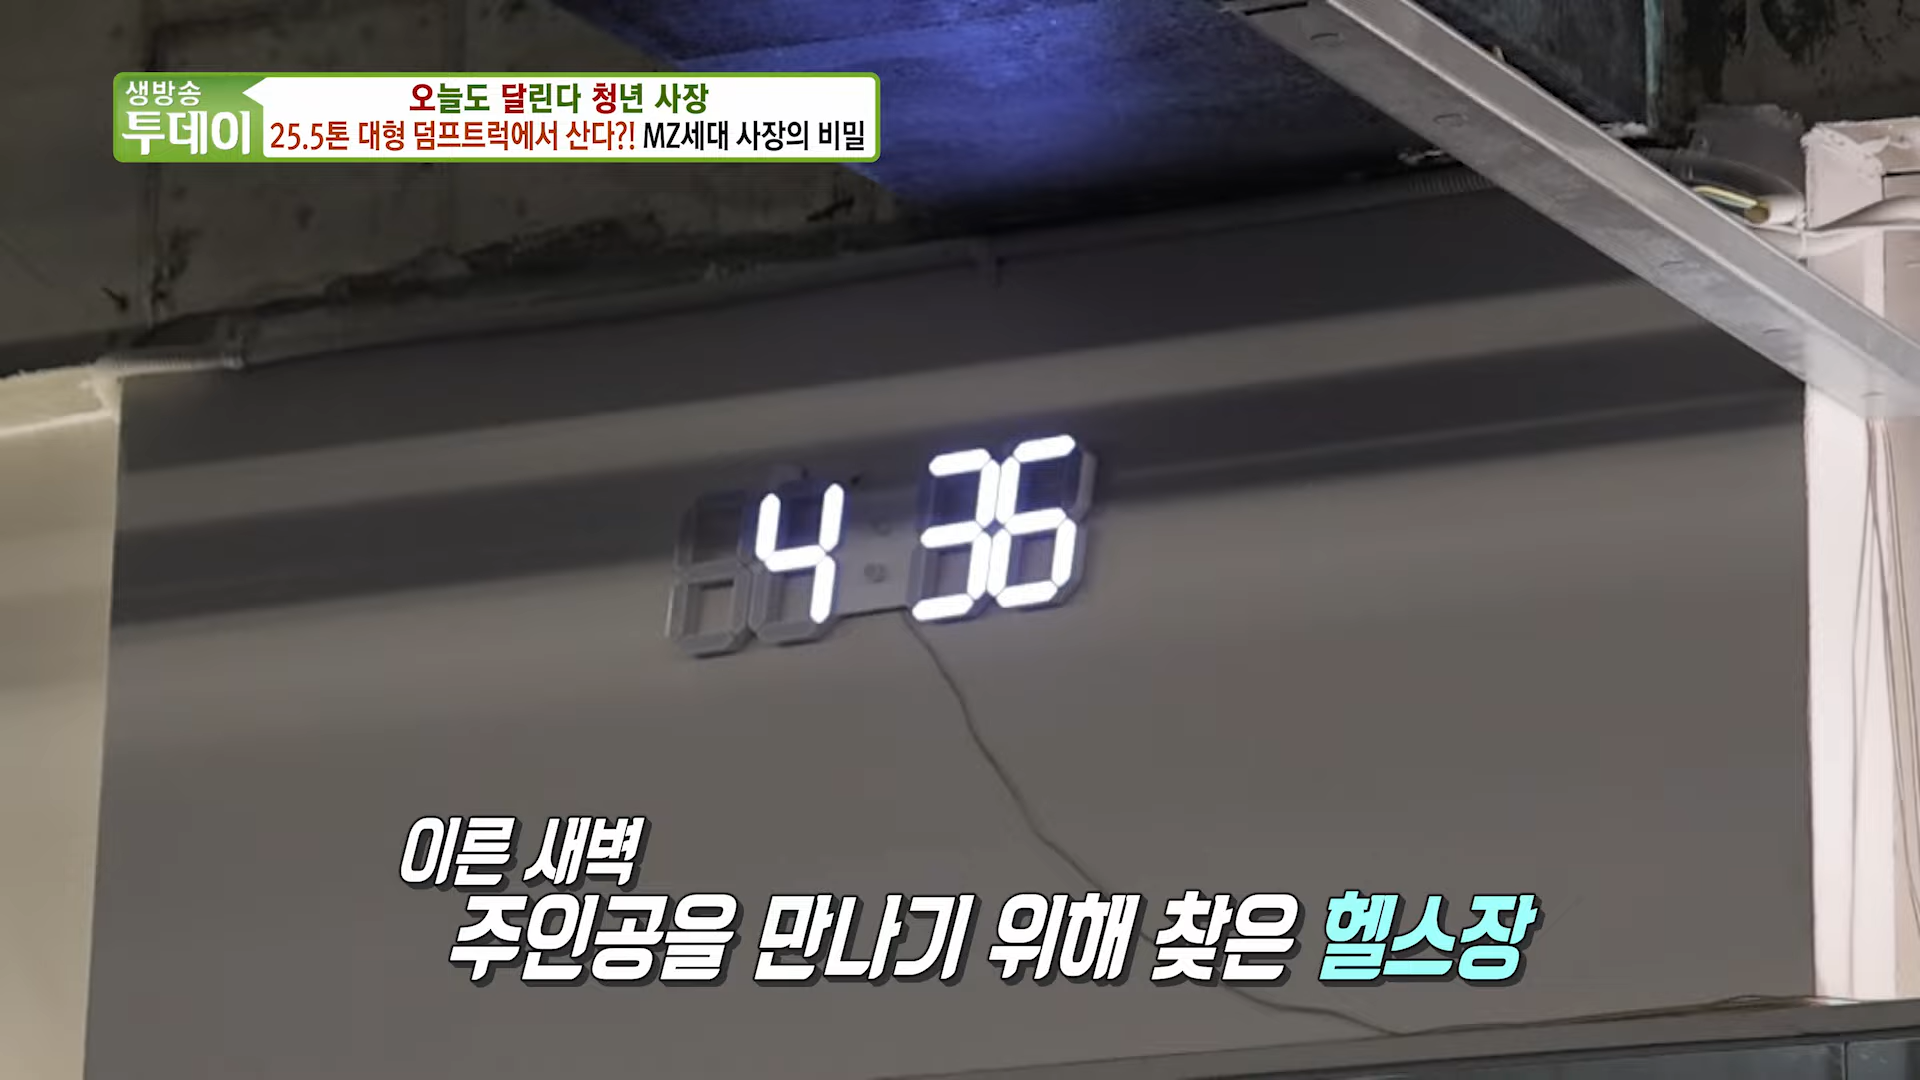 생방송
투데이
오늘도 달린다 청년 사장
25.5톤 대형 덤프트럭에서 산다?! MZ세대 사장의 비밀
4 36
이른 새벽
주인공을 만나기 위해 찾은 헬스장